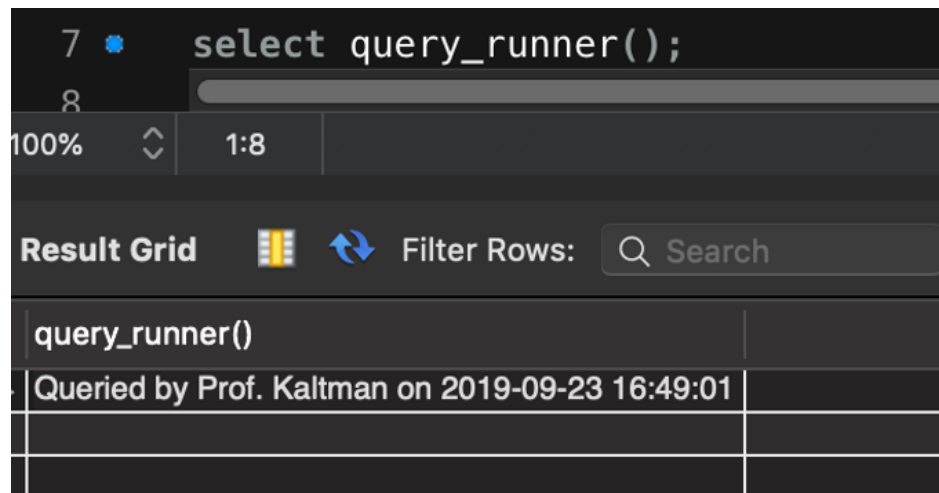 7 select query_runner();
8
100% 1:8
Result Grid Filter Rows: Search
query_runner()
Queried by Prof. Kaltman on 2019-09-23 16:49:01